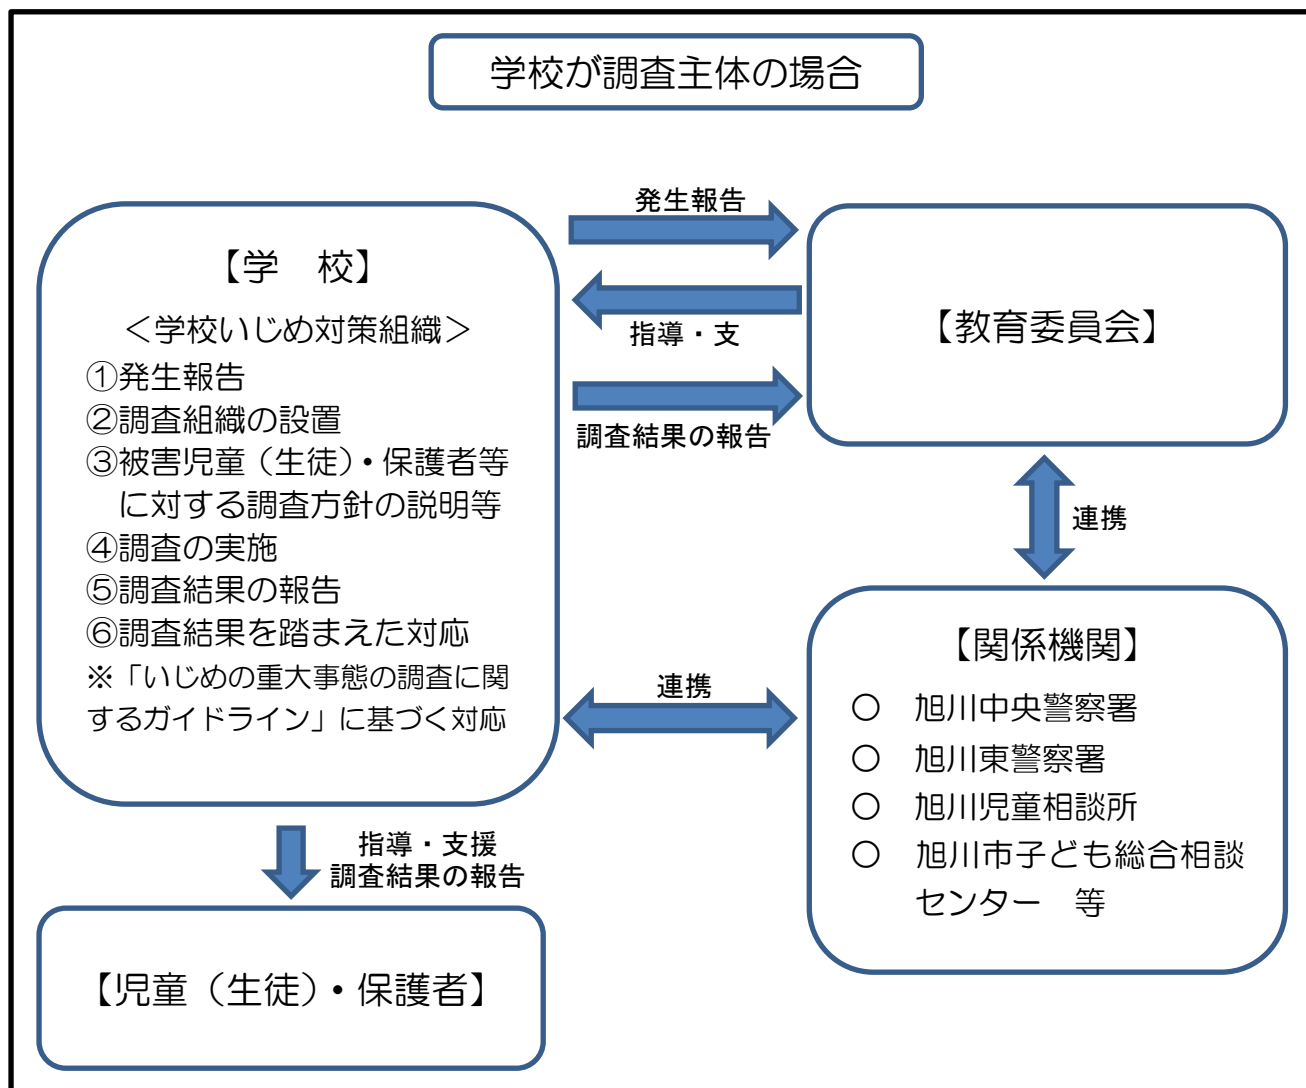 学校が調査主体の場合
【学　校】
＜学校いじめ対策組織＞
①発生報告
②調査組織の設置
③被害児童（生徒）・保護者等
に対する調査方針の説明等
④調査の実施
⑤調査結果の報告
⑥調査結果を踏まえた対応
※「いじめの重大事態の調査に関
するガイドライン」に基づく対応
発生報告
指導・支
調査結果の報告
【教育委員会】
連携
連携
【関係機関】
○　旭川中央警察署
○　旭川東警察署
○　旭川児童相談所
○　旭川市子ども総合相談
センター　等
指導・支援
調査結果の報告
【児童（生徒）・保護者】